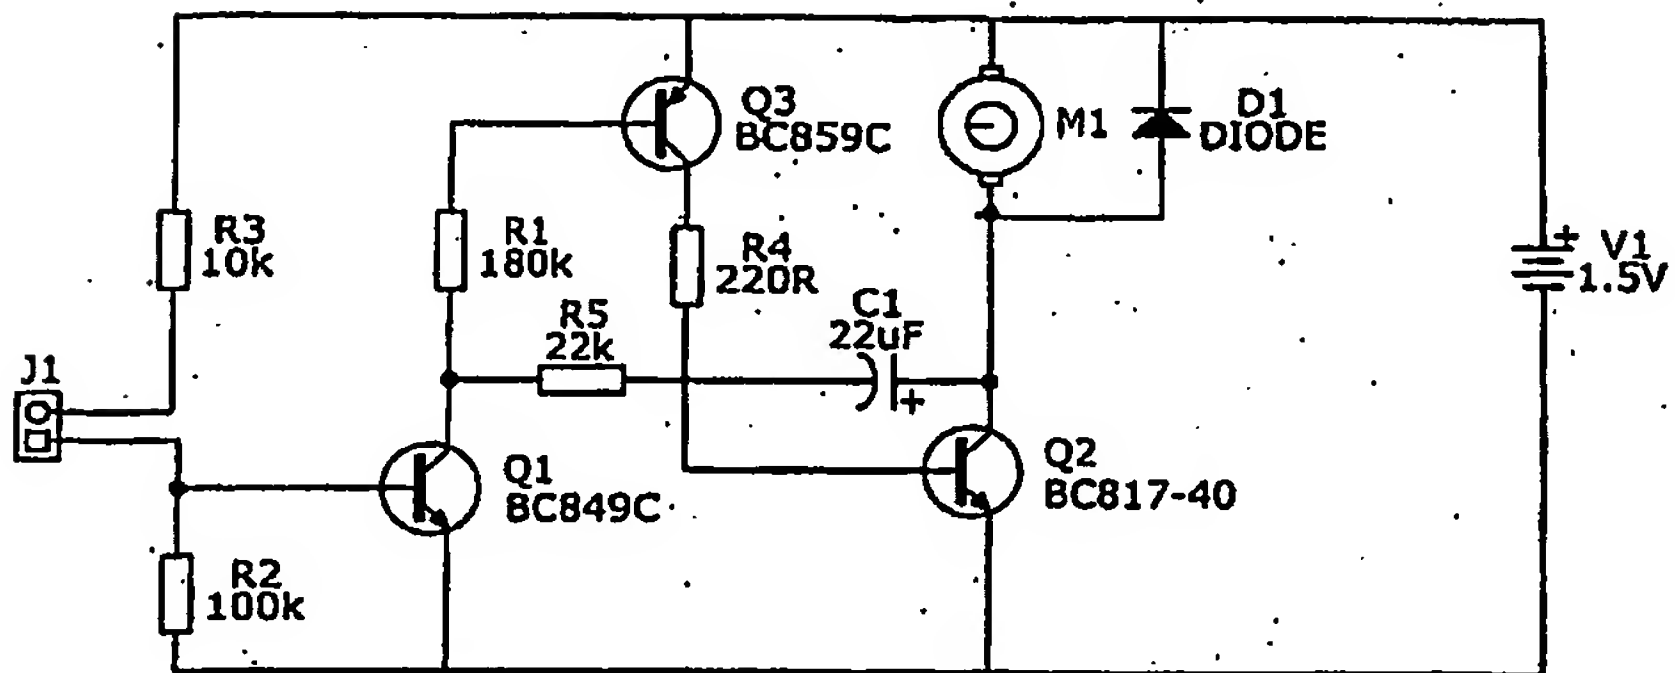 Q3
BC859C
M1
D1
DIODE
R3
10k
R1
180k
R4
220R
+ V1
1.5V
R5
22k
C1
22uF
+
J1
Q1
BC849C
Q2
BC817-40
R2
100k